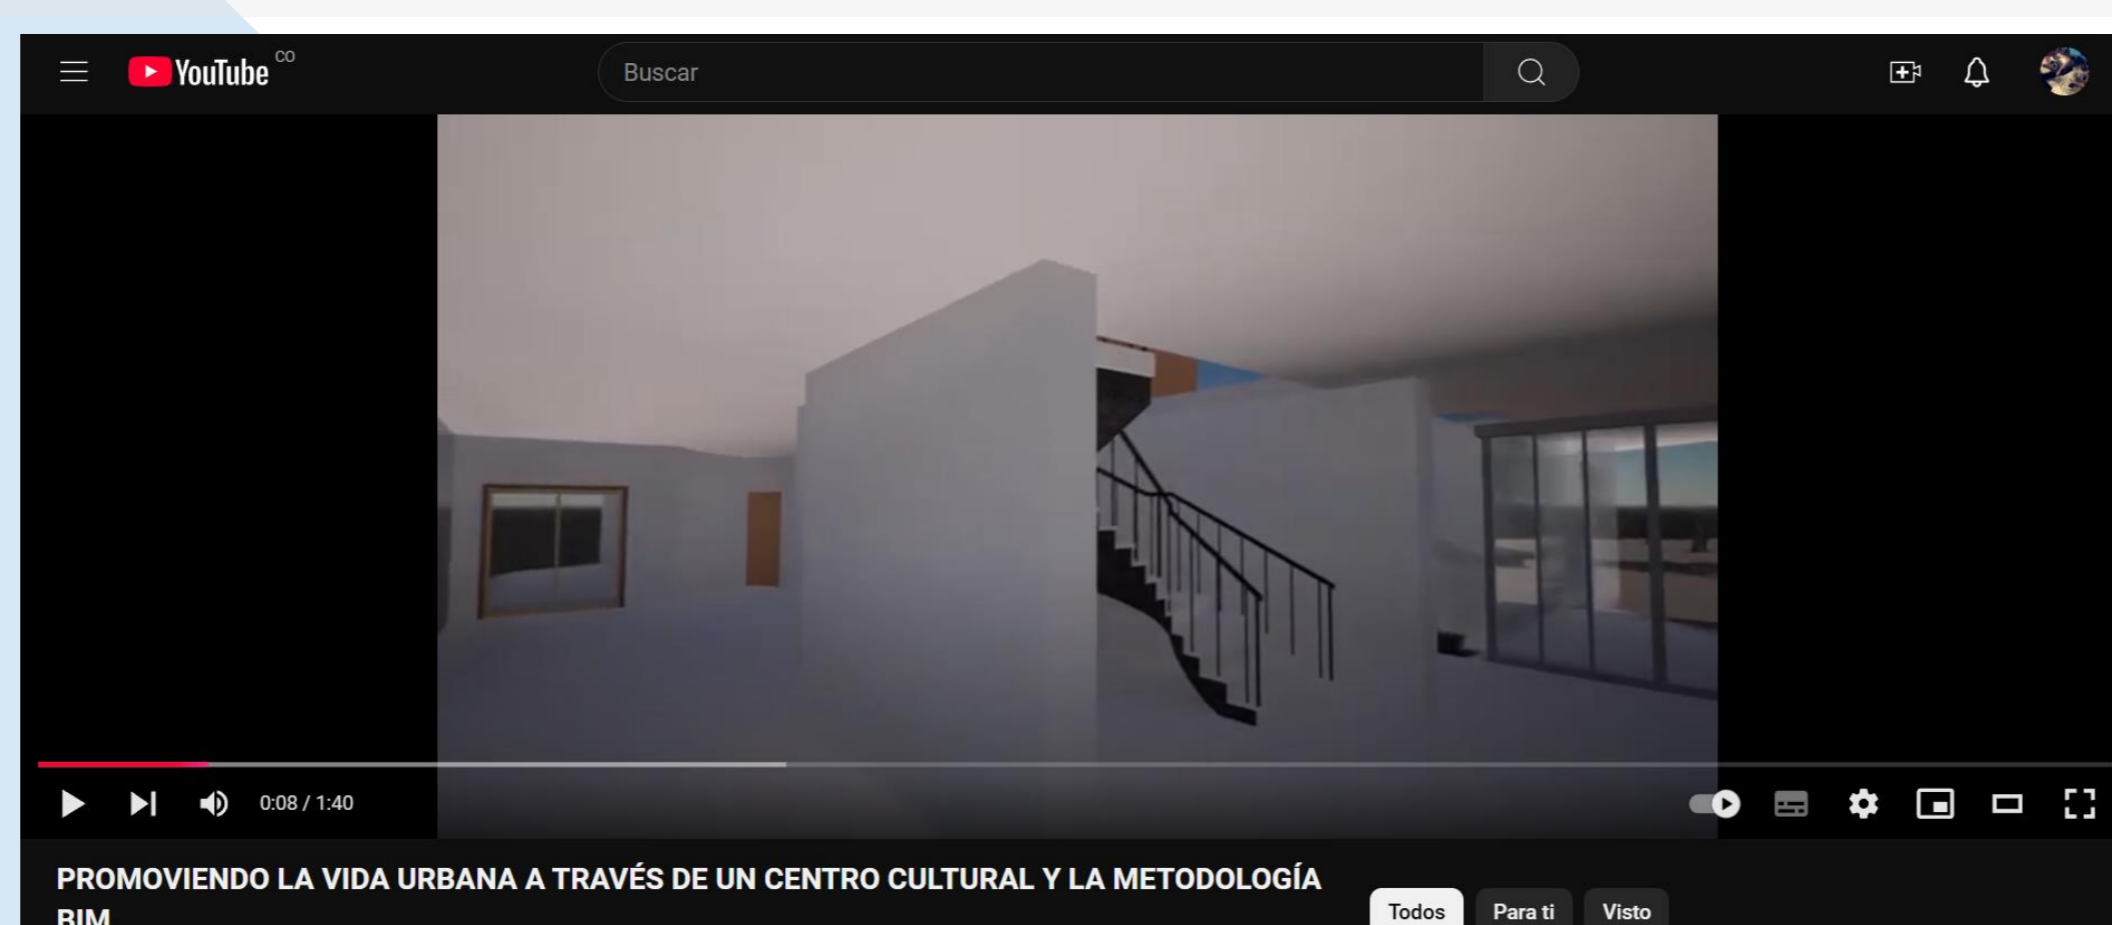 YouTube CO
Buscar
0:08 / 1:40
PROMOVIENDO LA VIDA URBANA A TRAVÉS DE UN CENTRO CULTURAL Y LA METODOLOGÍA
BIM
Todos Para ti Visto